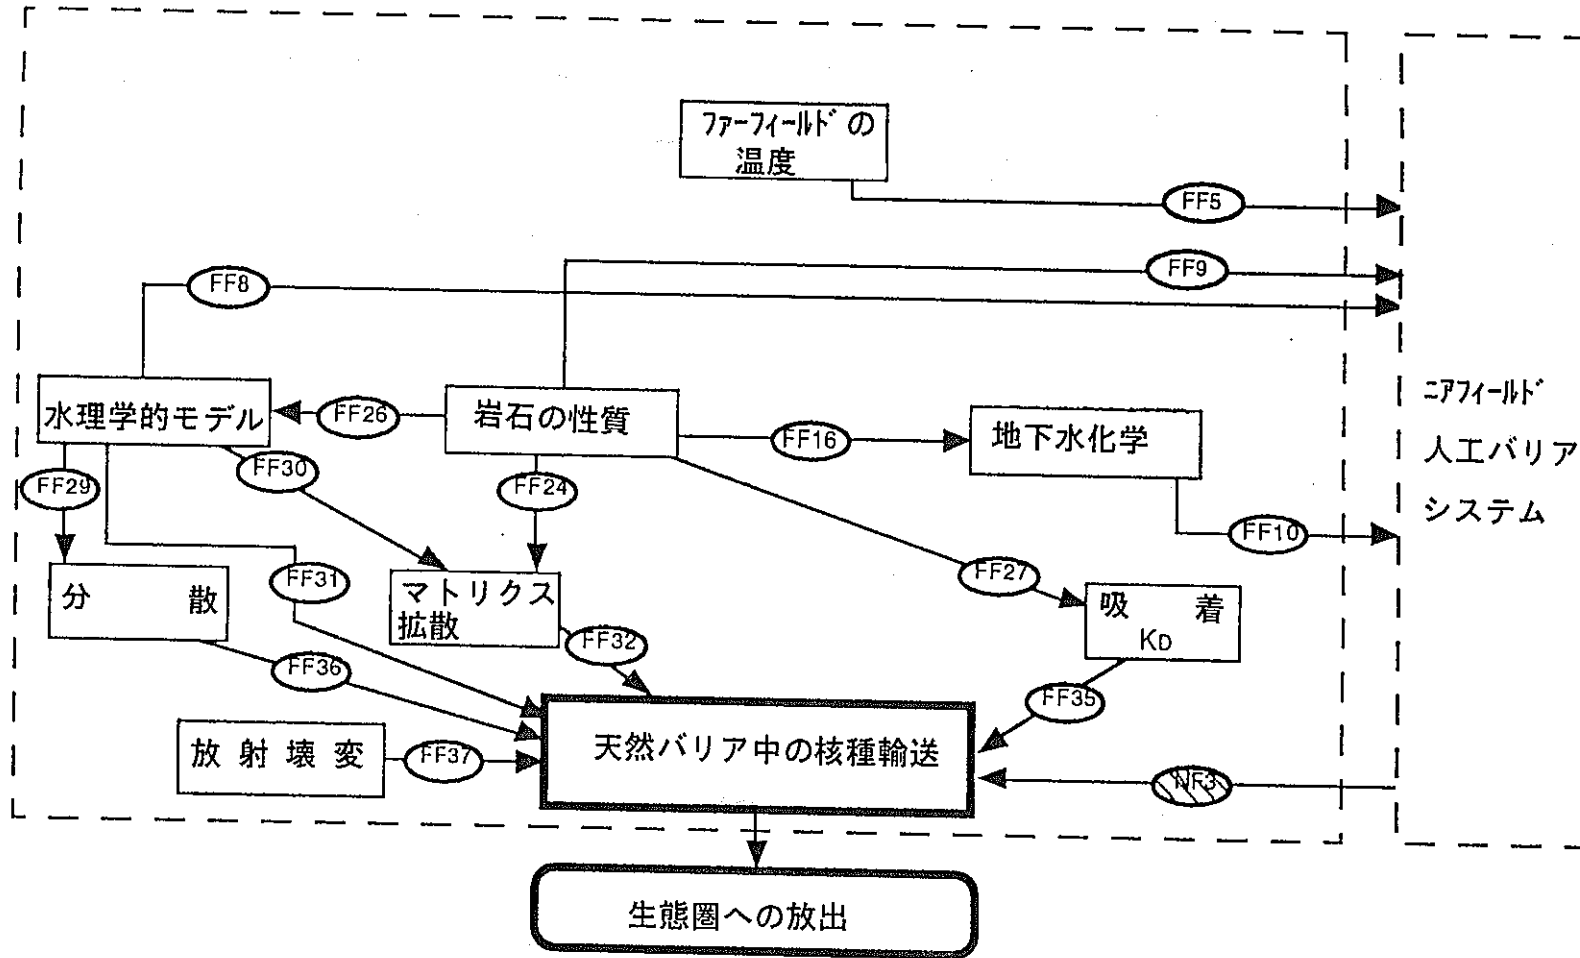 ﾌｧｰﾌｨｰﾙﾄﾞの
温度
FF5
FF9
FF8
水理学的モデル
FF26
岩石の性質
FF16
地下水化学
ﾆｱﾌｨｰﾙﾄﾞ
人工バリア
システム
FF29
FF30
FF24
FF10
FF27
分 散
FF31
マトリクス
拡散
吸 着
KD
FF36
FF32
FF35
放 射 壊 変
FF37
天然バリア中の核種輸送
NF3
生態圏への放出